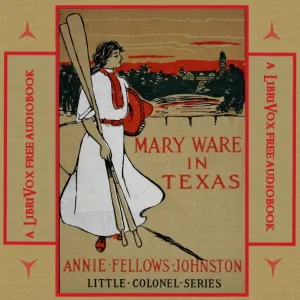 a LibriVox free audiobook
MARY WARE
IN
TEXAS
ANNIE · FELLOWS · JOHNSTON
LITTLE · COLONEL · SERIES
a LibriVox free audiobook